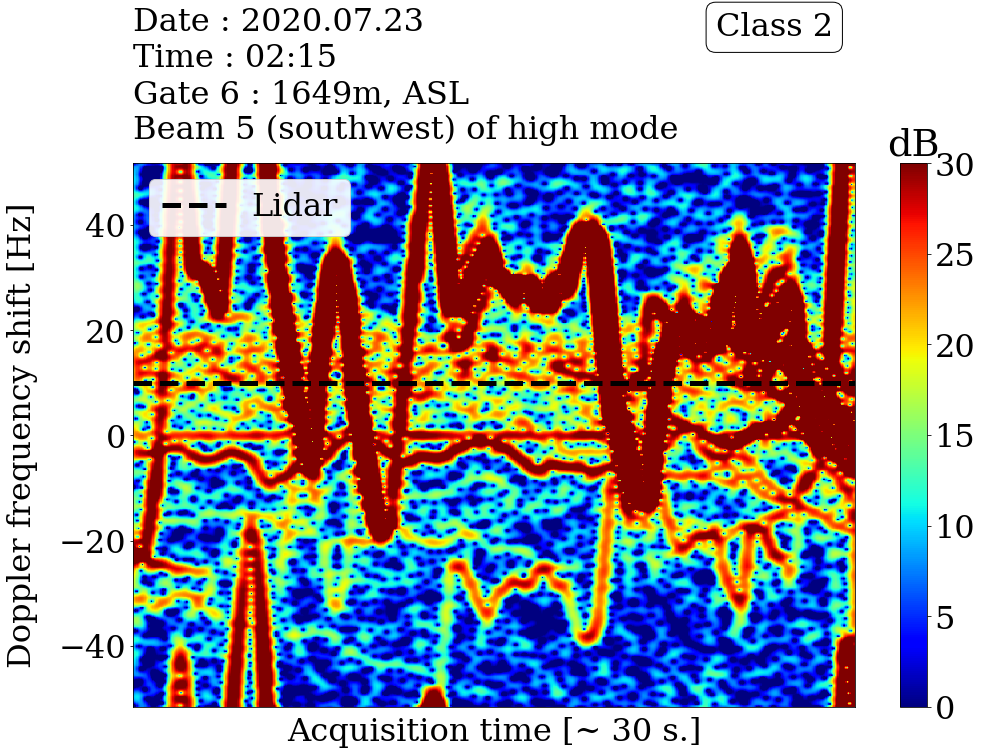 Date : 2020.07.23
Time : 02:15
Gate 6 : 1649m, ASL
Beam 5 (southwest) of high mode
Class 2
dB
Lidar
Doppler frequency shift [Hz]
40
20
0
−20
−40
Acquisition time [~ 30 s.]
30
25
20
15
10
5
0